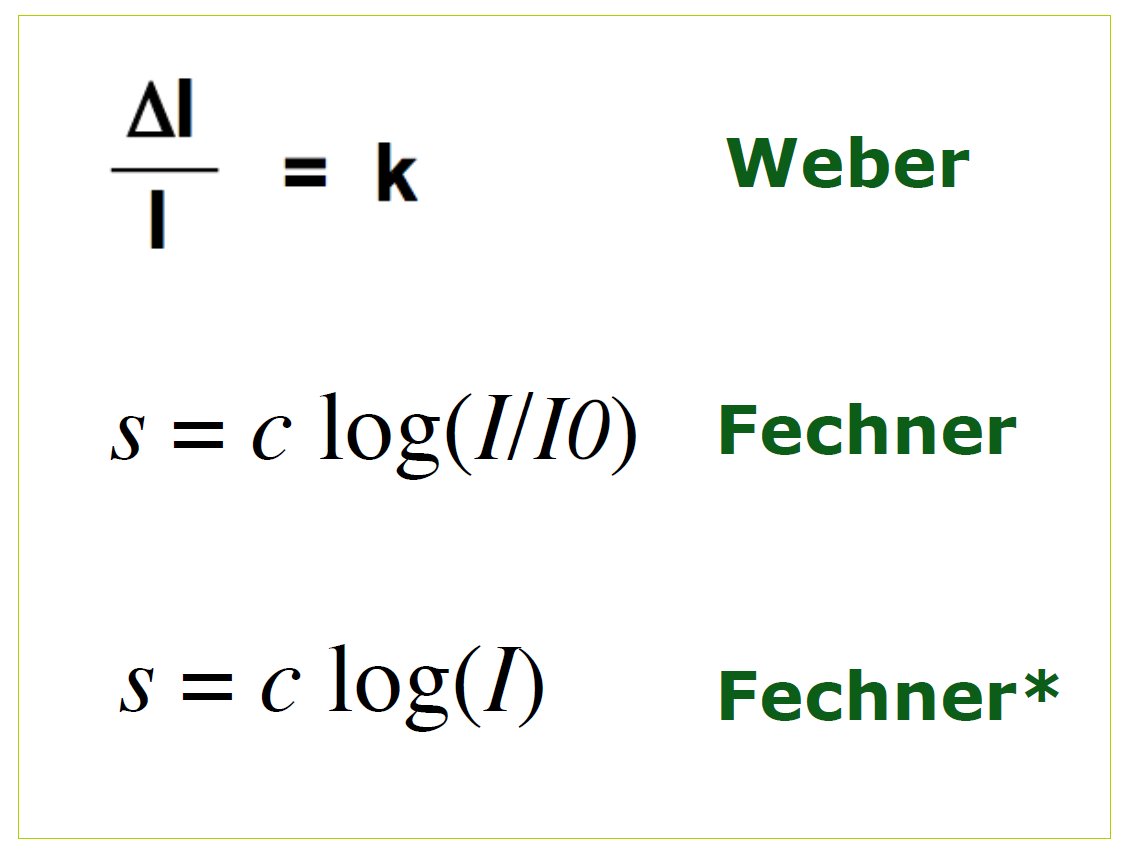 ΔI/I = k Weber
s = c log(I/I0) Fechner
s = c log(I) Fechner*